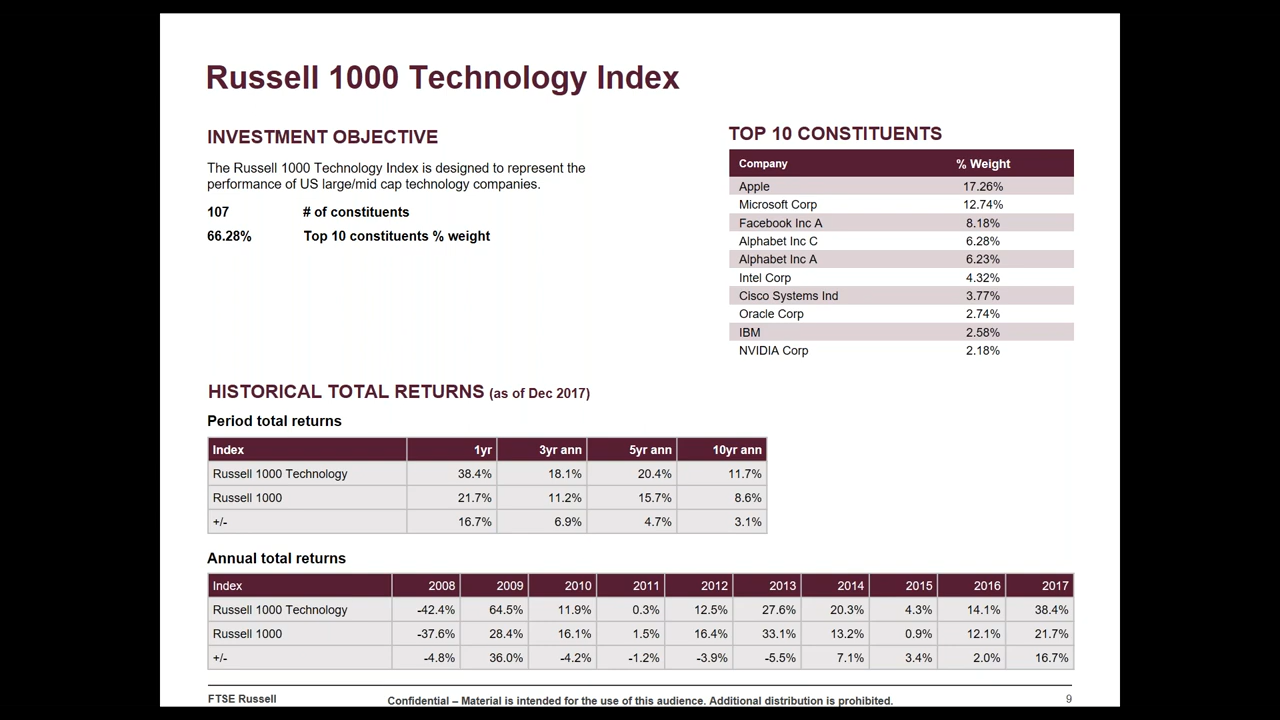 Russell 1000 Technology Index
INVESTMENT OBJECTIVE
The Russell 1000 Technology Index is designed to represent the
performance of US large/mid cap technology companies.
107 # of constituents
66.28% Top 10 constituents % weight
TOP 10 CONSTITUENTS
Company % Weight
Apple 17.26%
Microsoft Corp 12.74%
Facebook Inc A 8.18%
Alphabet Inc C 6.28%
Alphabet Inc A 6.23%
Intel Corp 4.32%
Cisco Systems Ind 3.77%
Oracle Corp 2.74%
IBM 2.58%
NVIDIA Corp 2.18%
HISTORICAL TOTAL RETURNS (as of Dec 2017)
Period total returns
Index 1yr 3yr ann 5yr ann 10yr ann
Russell 1000 Technology 38.4% 18.1% 20.4% 11.7%
Russell 1000 21.7% 11.2% 15.7% 8.6%
+/- 16.7% 6.9% 4.7% 3.1%
Annual total returns
Index 2008 2009 2010 2011 2012 2013 2014 2015 2016 2017
Russell 1000 Technology -42.4% 64.5% 11.9% 0.3% 12.5% 27.6% 20.3% 4.3% 14.1% 38.4%
Russell 1000 -37.6% 28.4% 16.1% 1.5% 16.4% 33.1% 13.2% 0.9% 12.1% 21.7%
+/- -4.8% 36.0% -4.2% -1.2% -3.9% -5.5% 7.1% 3.4% 2.0% 16.7%
FTSE Russell Confidential – Material is intended for the use of this audience. Additional distribution is prohibited. 9